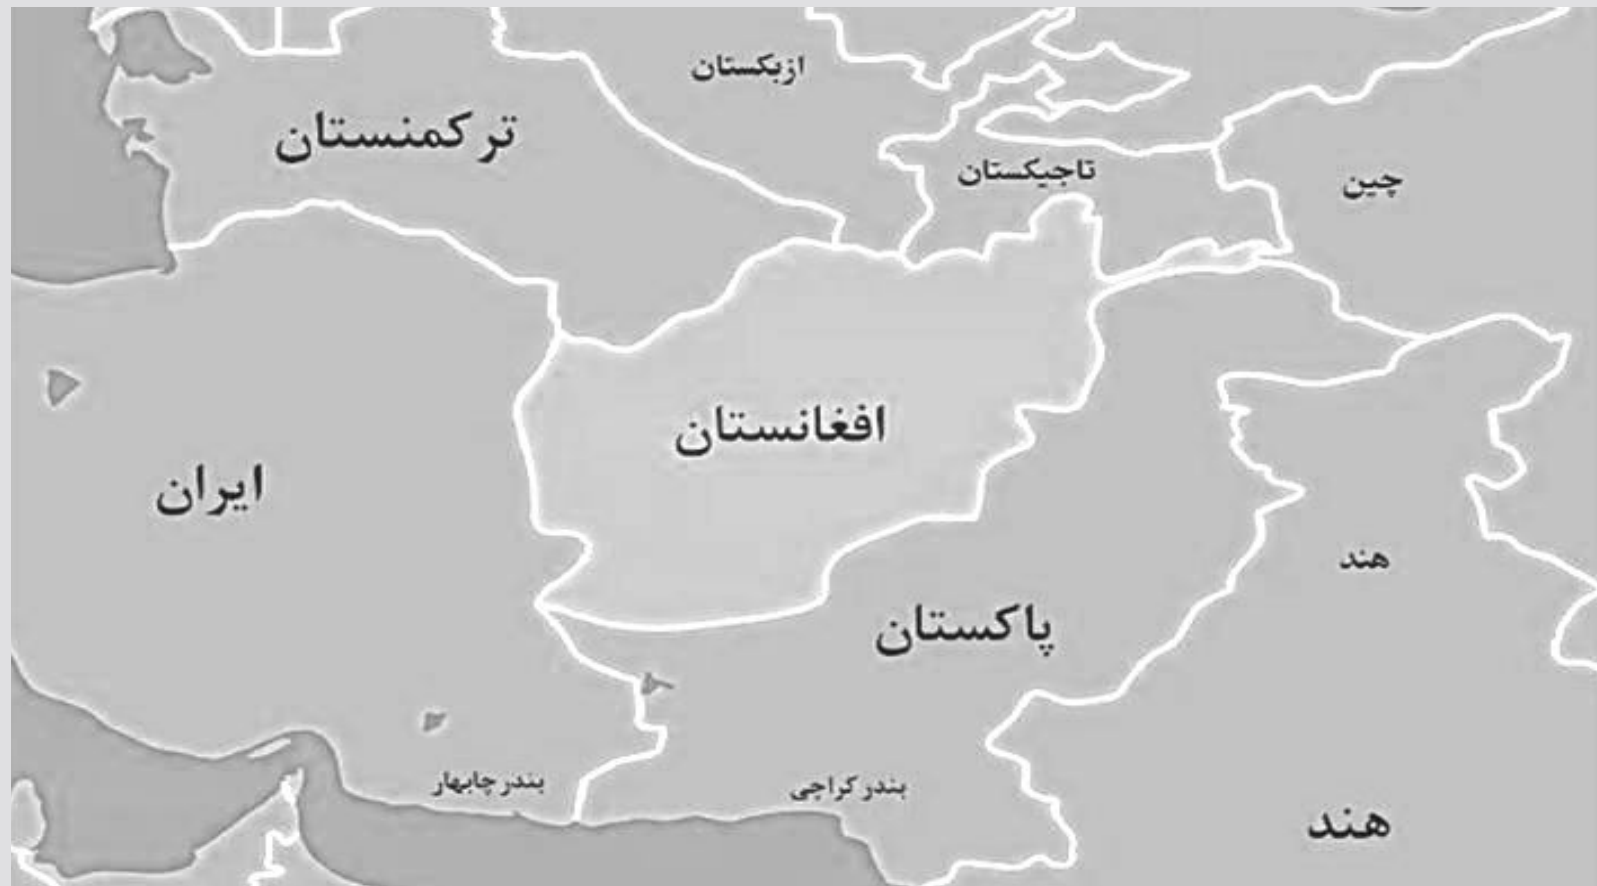 ازبکستان
ترکمنستان
تاجیکستان
چین
افغانستان
ایران
هند
پاکستان
بندر چابهار
بندر کراچی
هند